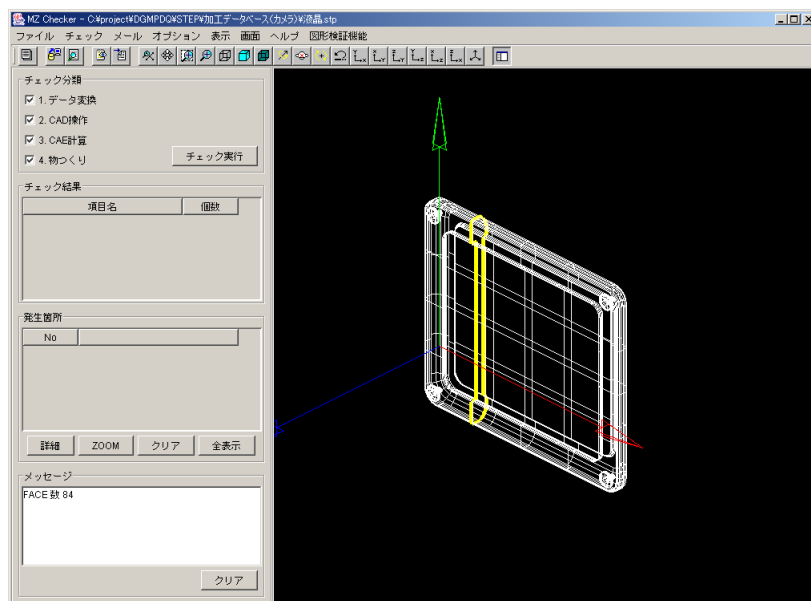 MZ Checker - C:¥project¥DGMPDQ¥STEP¥加工データベース(カメラ)¥液晶.stp
ファイル チェック メール オプション 表示 画面 ヘルプ 図形検証機能
チェック分類
1. データ変換
2. CAD操作
3. CAE計算
4. 物つくり
チェック実行
チェック結果
項目名 個数
発生箇所
No
詳細 ZOOM クリア 全表示
メッセージ
FACE 数 84
クリア